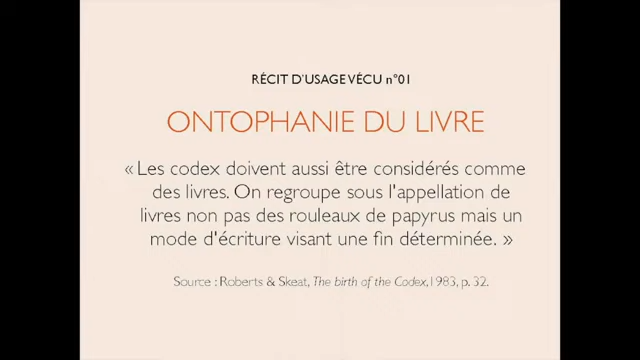 RÉCIT D'USAGE VÉCU n°01
ONTOPHANIE DU LIVRE
« Les codex doivent aussi être considérés comme
des livres. On regroupe sous l'appellation de
livres non pas des rouleaux de papyrus mais un
mode d'écriture visant une fin déterminée. »
Source : Roberts & Skeat, The birth of the Codex, 1983, p. 32.